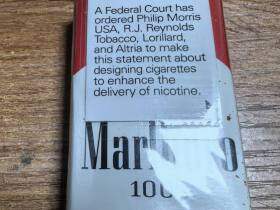 A Federal Court has
ordered Philip Morris
USA, R.J. Reynolds
Tobacco, Lorillard,
and Altria to make
this statement about
designing cigarettes
to enhance the
delivery of nicotine.
Marlboro
100